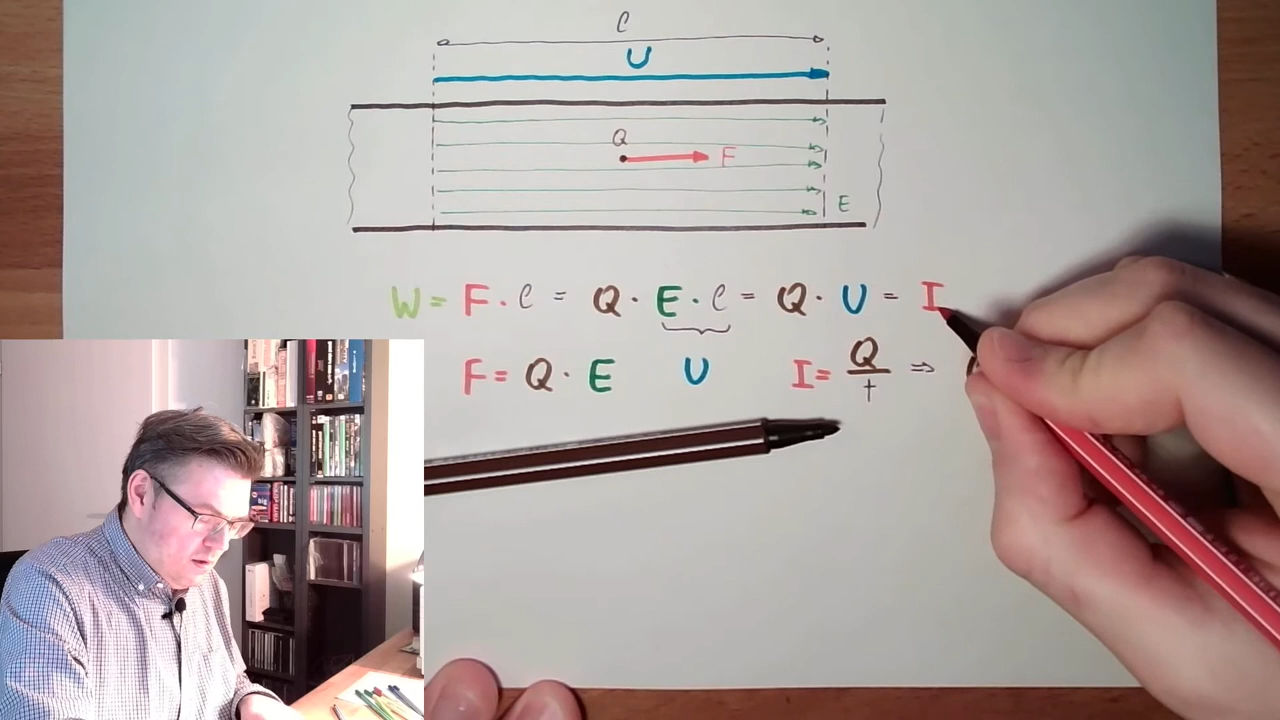 ℓ
U
Q F
E
W = F · ℓ = Q · E · ℓ = Q · U = I
F = Q · E U I = Q / t ⇒